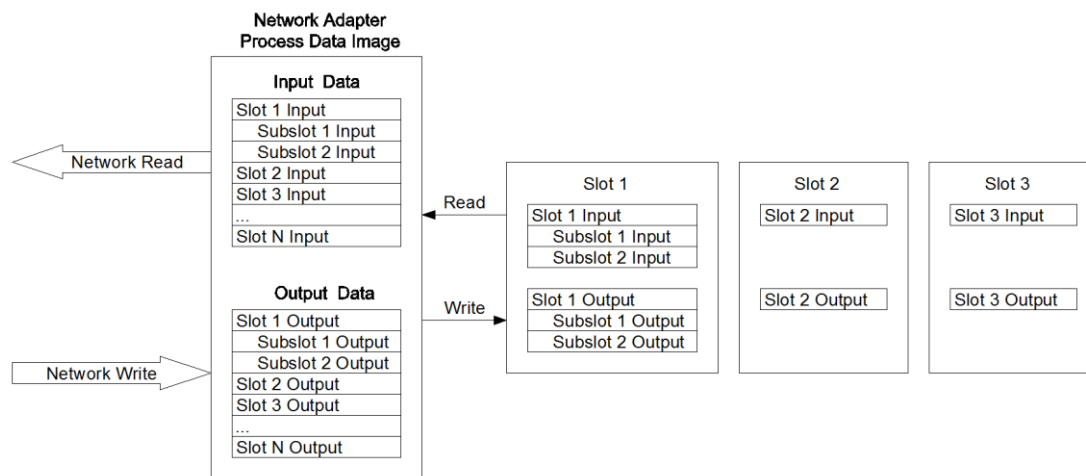 Network Adapter
Process Data Image
Input Data
Slot 1 Input
Subslot 1 Input
Subslot 2 Input
Slot 2 Input
Slot 3 Input
...
Slot N Input
Network Read
Output Data
Slot 1 Output
Subslot 1 Output
Subslot 2 Output
Slot 2 Output
Slot 3 Output
...
Slot N Output
Network Write
Read
Write
Slot 1
Slot 1 Input
Subslot 1 Input
Subslot 2 Input
Slot 1 Output
Subslot 1 Output
Subslot 2 Output
Slot 2
Slot 2 Input
Slot 2 Output
Slot 3
Slot 3 Input
Slot 3 Output